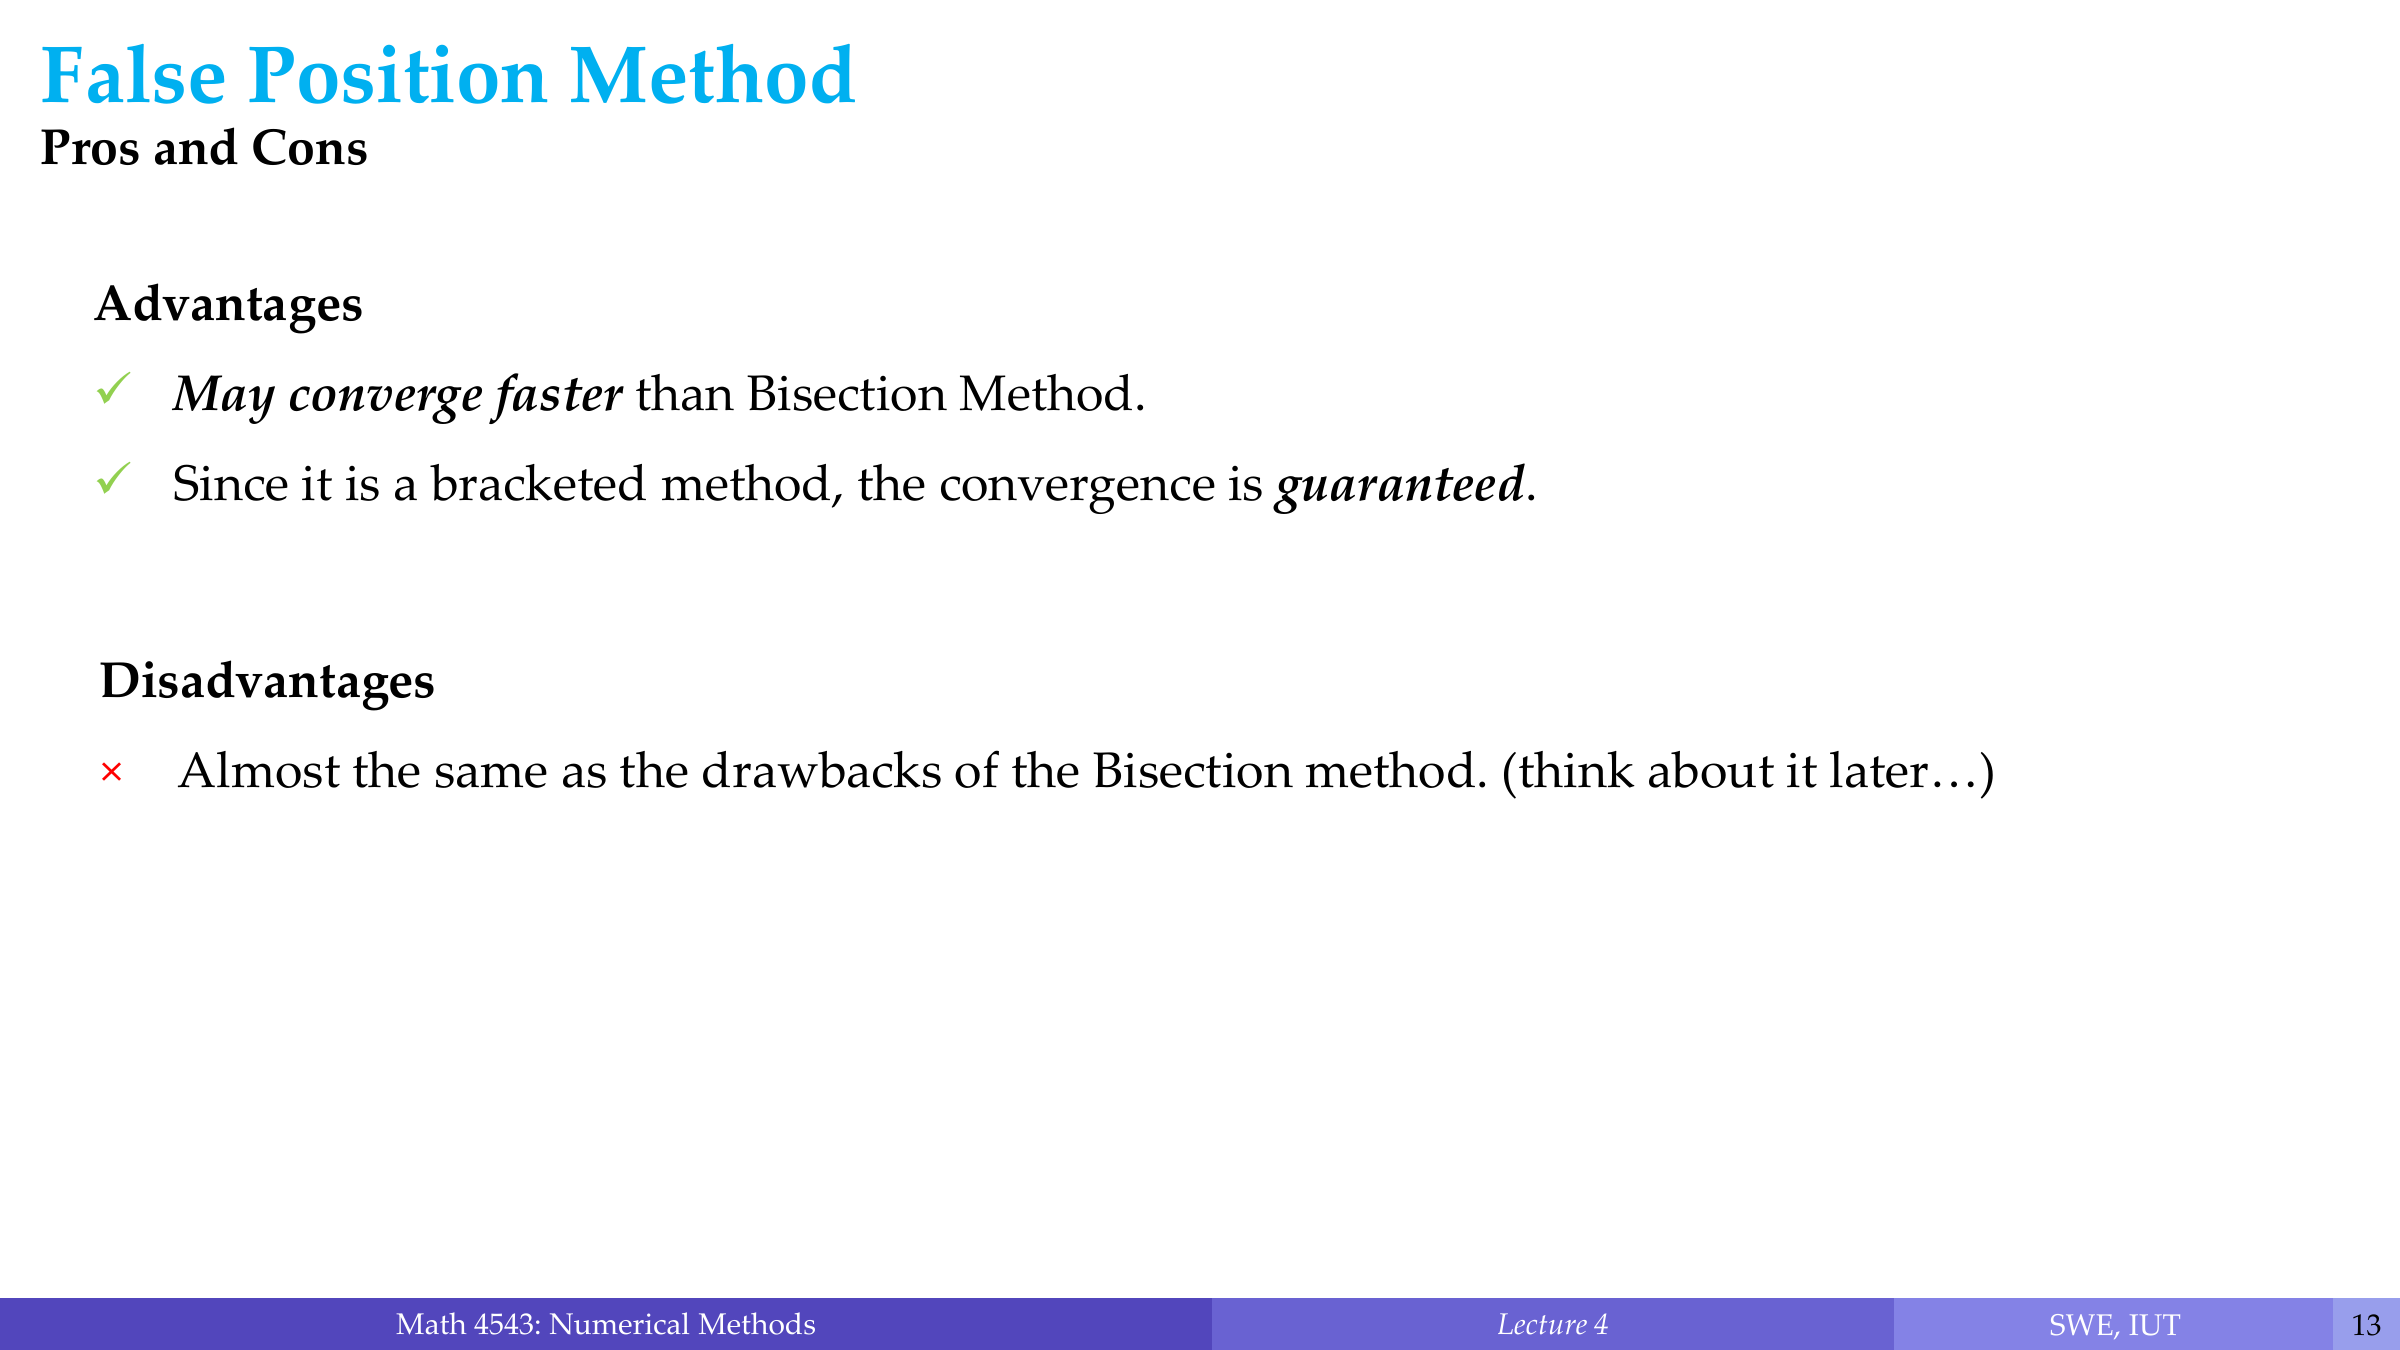 False Position Method
Pros and Cons
Advantages
✓ May converge faster than Bisection Method.
✓ Since it is a bracketed method, the convergence is guaranteed.
Disadvantages
× Almost the same as the drawbacks of the Bisection method. (think about it later…)
Math 4543: Numerical Methods
Lecture 4
SWE, IUT
13